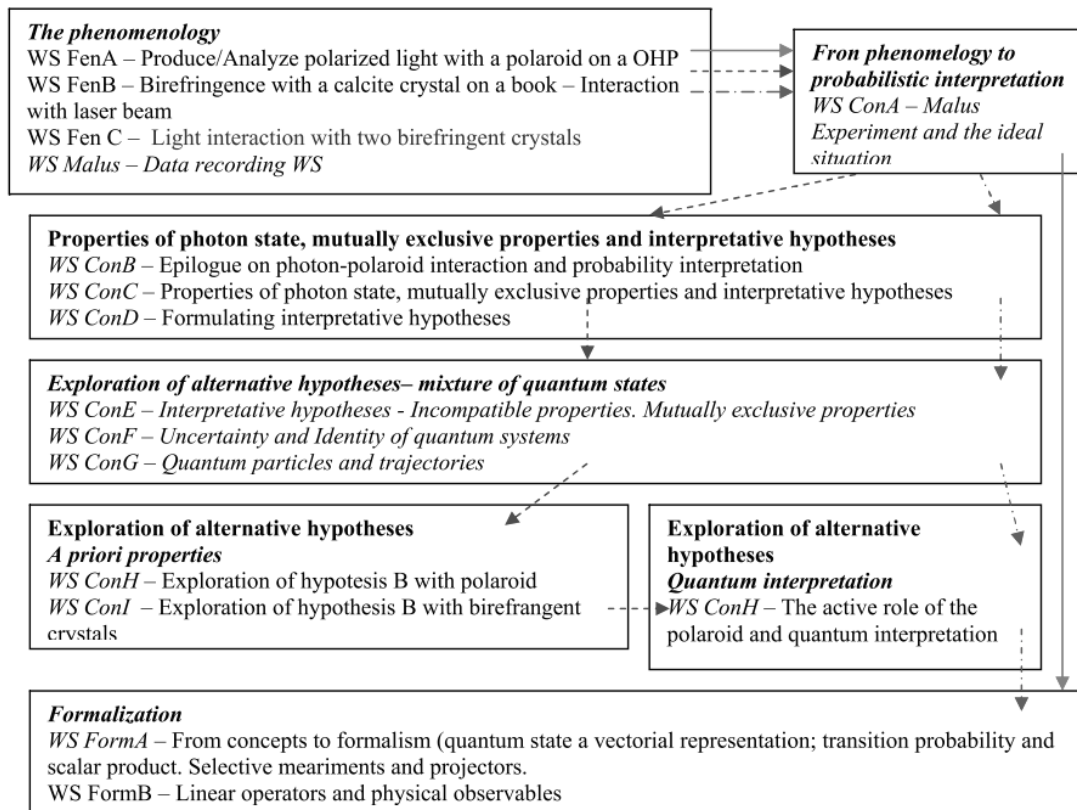 The phenomenology
WS FenA – Produce/Analyze polarized light with a polaroid on a OHP
WS FenB – Birefringence with a calcite crystal on a book – Interaction
with laser beam
WS Fen C – Light interaction with two birefringent crystals
WS Malus – Data recording WS
Fron phenomelogy to
probabilistic interpretation
WS ConA – Malus
Experiment and the ideal
situation
Properties of photon state, mutually exclusive properties and interpretative hypotheses
WS ConB – Epilogue on photon-polaroid interaction and probability interpretation
WS ConC – Properties of photon state, mutually exclusive properties and interpretative hypotheses
WS ConD – Formulating interpretative hypotheses
Exploration of alternative hypotheses– mixture of quantum states
WS ConE – Interpretative hypotheses - Incompatible properties. Mutually exclusive properties
WS ConF – Uncertainty and Identity of quantum systems
WS ConG – Quantum particles and trajectories
Exploration of alternative hypotheses
A priori properties
WS ConH – Exploration of hypotesis B with polaroid
WS ConI – Exploration of hypothesis B with birefrangent
crystals
Exploration of alternative
hypotheses
Quantum interpretation
WS ConH – The active role of the
polaroid and quantum interpretation
Formalization
WS FormA – From concepts to formalism (quantum state a vectorial representation; transition probability and
scalar product. Selective meariments and projectors.
WS FormB – Linear operators and physical observables